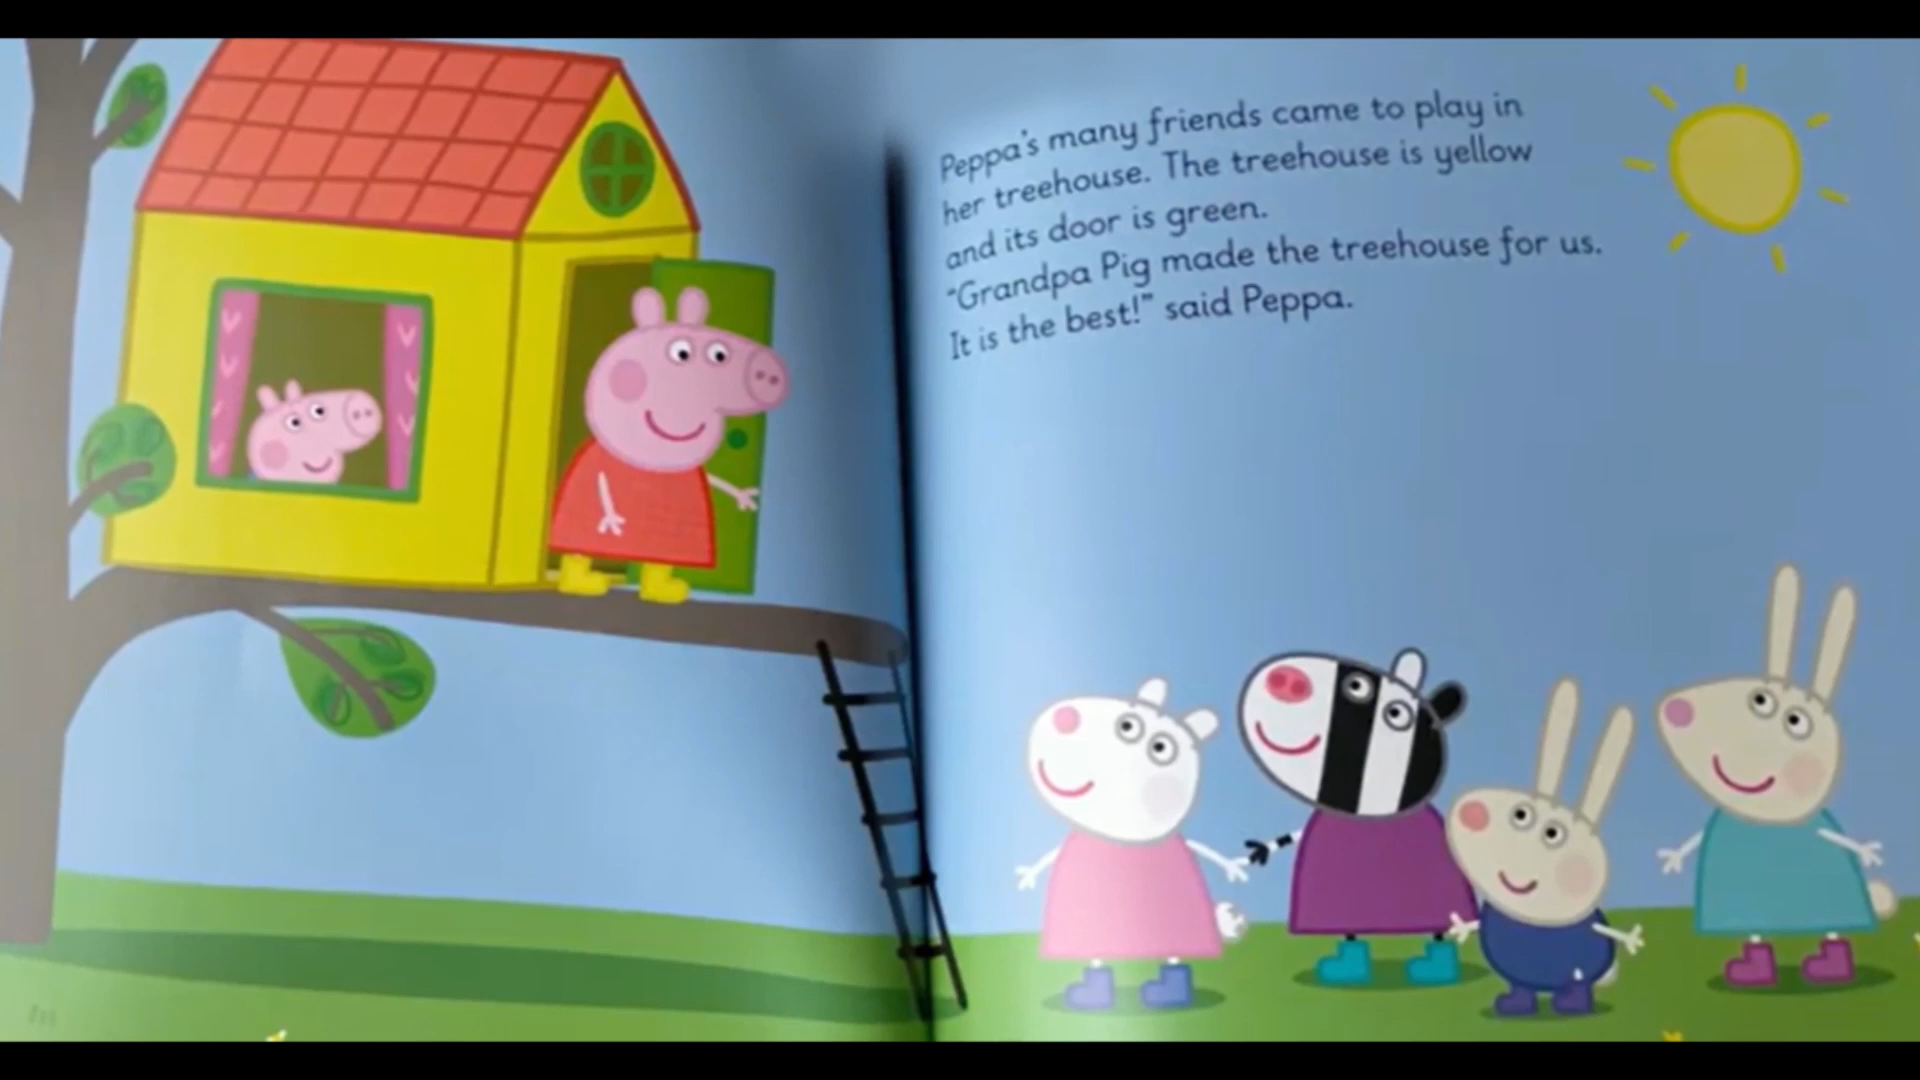 Peppa's many friends came to play in
her treehouse. The treehouse is yellow
and its door is green.
"Grandpa Pig made the treehouse for us.
It is the best!" said Peppa.